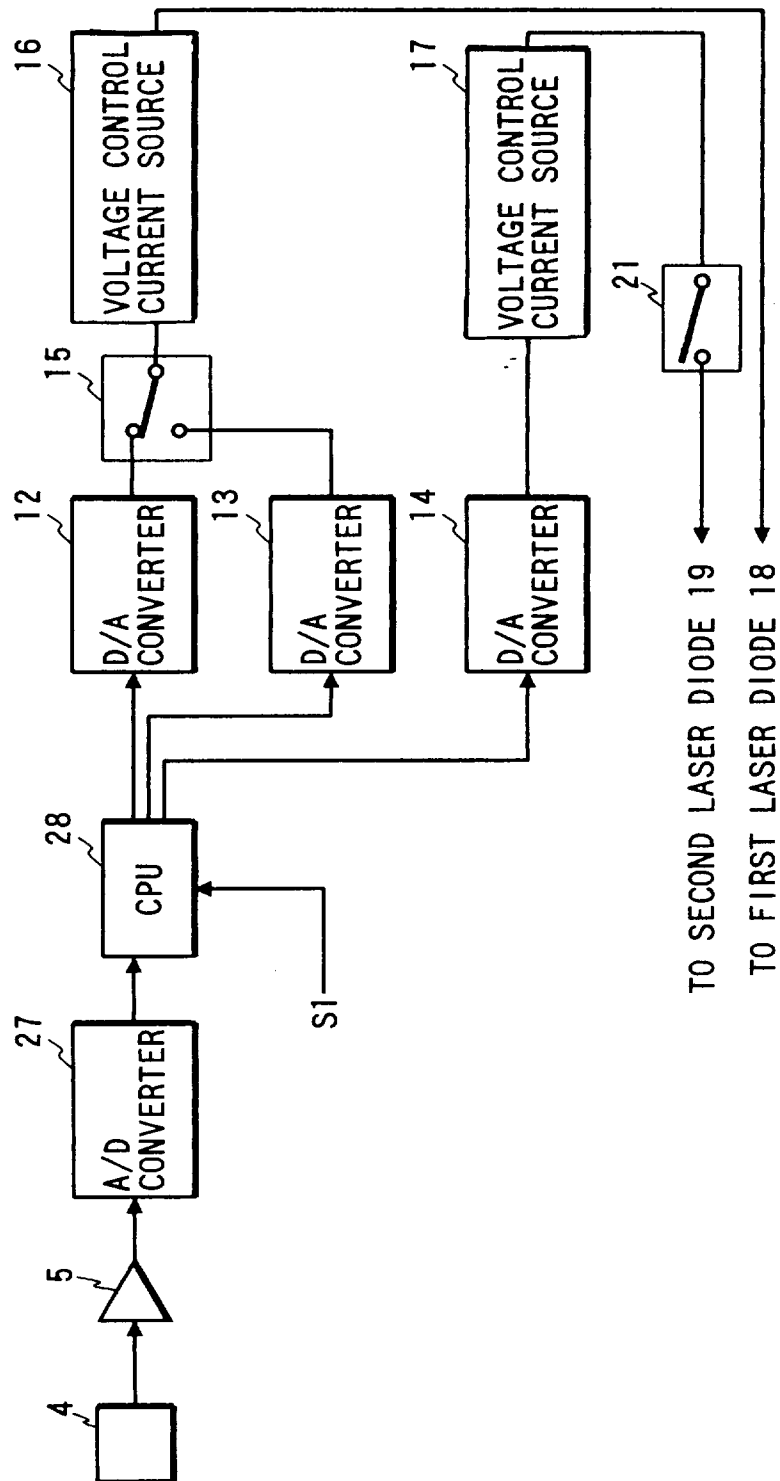 4
5
27
A/D
CONVERTER
28
CPU
S1
12
D/A
CONVERTER
13
D/A
CONVERTER
14
D/A
CONVERTER
15
16
VOLTAGE CONTROL
CURRENT SOURCE
17
VOLTAGE CONTROL
CURRENT SOURCE
21
TO SECOND LASER DIODE 19
TO FIRST LASER DIODE 18